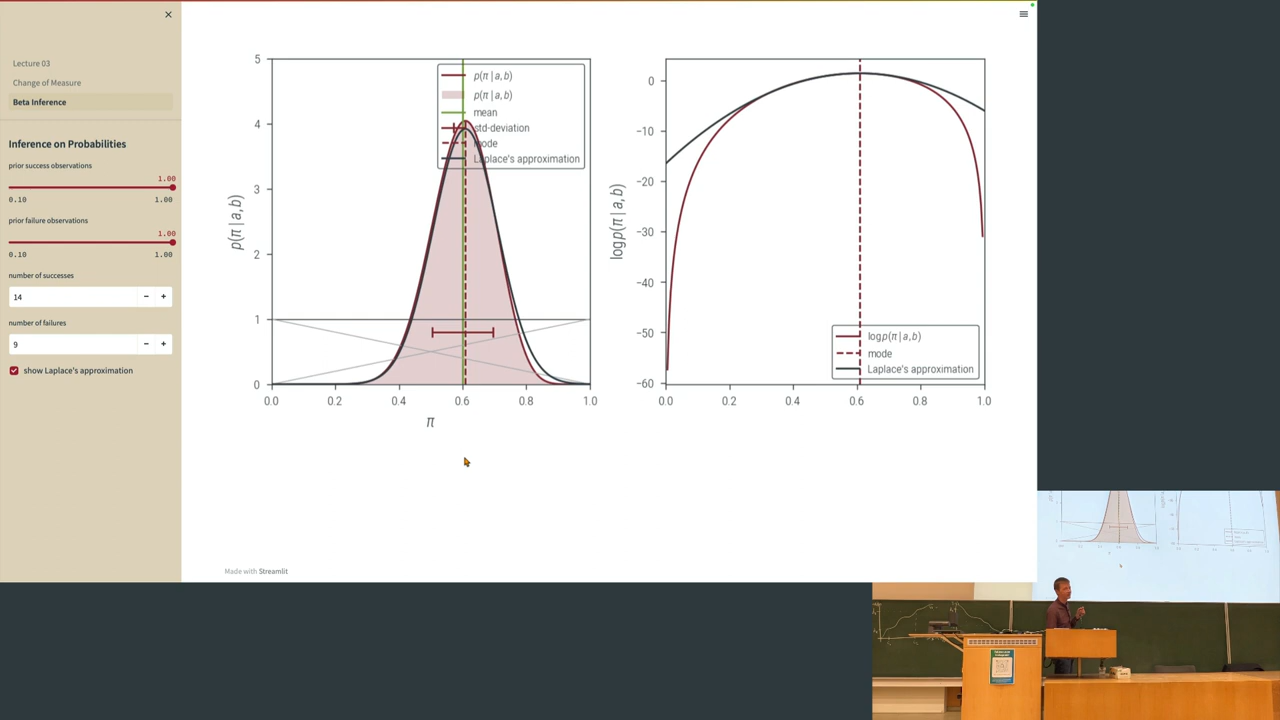 Lecture 03
Change of Measure
Beta Inference
Inference on Probabilities
prior success observations
1.00
0.10 1.00
prior failure observations
1.00
0.10 1.00
number of successes
14 − +
number of failures
9 − +
show Laplace's approximation
p(π | a, b)
p(π | a, b)
mean
std-deviation
mode
Laplace's approximation
5
4
3
2
1
0
p(π | a, b)
0.0 0.2 0.4 0.6 0.8 1.0
π
0
−10
−20
−30
−40
−50
−60
log p(π | a, b)
log p(π | a, b)
mode
Laplace's approximation
0.0 0.2 0.4 0.6 0.8 1.0
Made with Streamlit